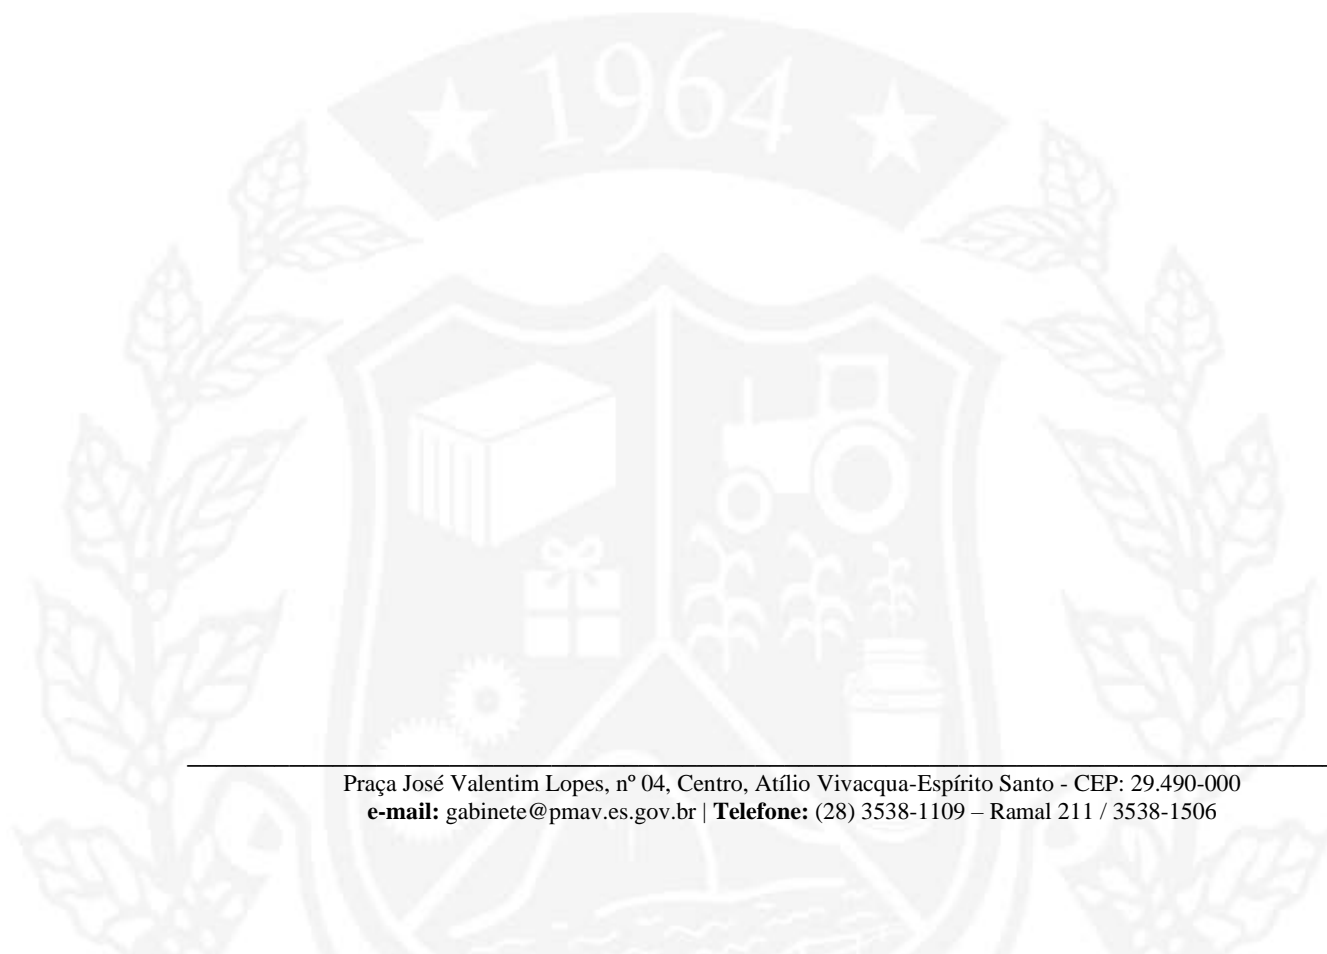 1964
Praça José Valentim Lopes, nº 04, Centro, Atílio Vivacqua-Espírito Santo - CEP: 29.490-000
e-mail: gabinete@pmav.es.gov.br | Telefone: (28) 3538-1109 – Ramal 211 / 3538-1506